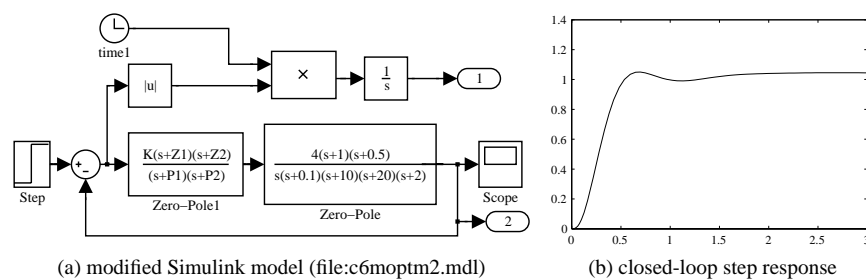 time1
|u|
×
1
s
1
+
−
K(s+Z1)(s+Z2)
(s+P1)(s+P2)
4(s+1)(s+0.5)
s(s+0.1)(s+10)(s+20)(s+2)
Step
Zero−Pole1
Zero−Pole
Scope
2
(a) modified Simulink model (file:c6moptm2.mdl)
1.4
1.2
1
0.8
0.6
0.4
0.2
0
0 0.5 1 1.5 2 2.5 3
(b) closed-loop step response